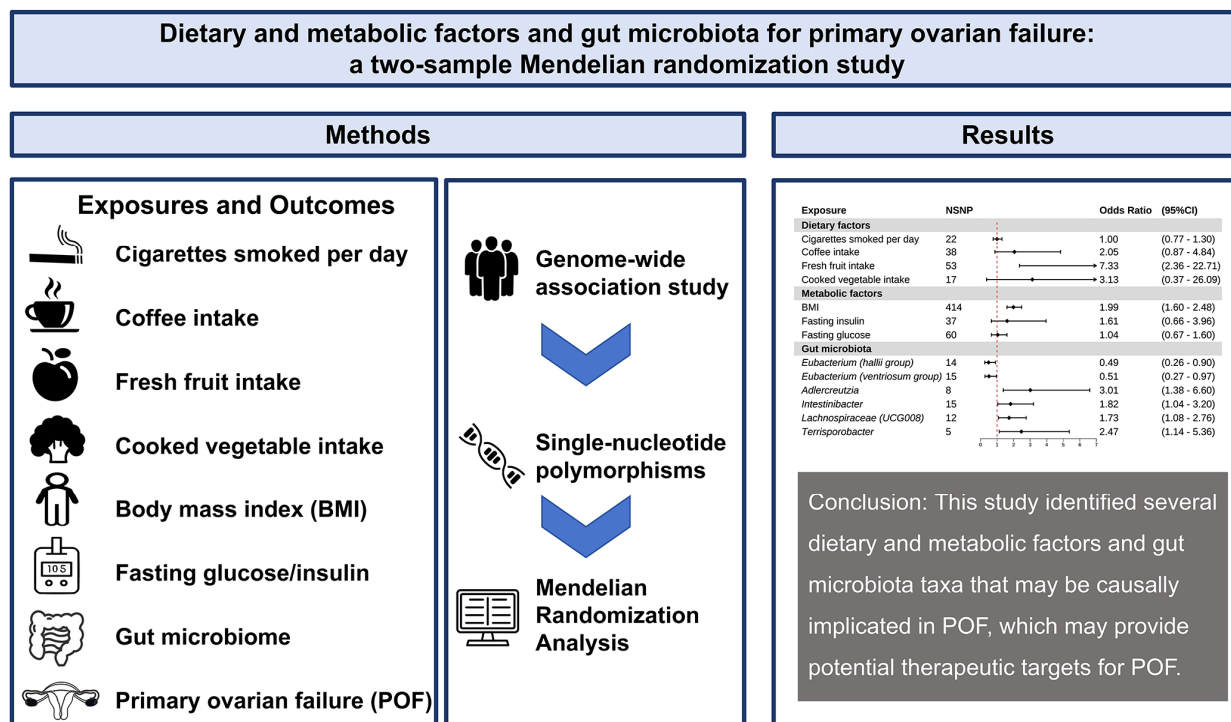 Dietary and metabolic factors and gut microbiota for primary ovarian failure:
a two-sample Mendelian randomization study
Methods
Exposures and Outcomes
Cigarettes smoked per day
Coffee intake
Fresh fruit intake
Cooked vegetable intake
Body mass index (BMI)
105
Fasting glucose/insulin
Gut microbiome
Primary ovarian failure (POF)
Genome-wide
association study
Single-nucleotide
polymorphisms
Mendelian
Randomization
Analysis
Results
Exposure NSNP Odds Ratio (95%CI)
Dietary factors
Cigarettes smoked per day 22 1.00 (0.77 - 1.30)
Coffee intake 38 2.05 (0.87 - 4.84)
Fresh fruit intake 53 7.33 (2.36 - 22.71)
Cooked vegetable intake 17 3.13 (0.37 - 26.09)
Metabolic factors
BMI 414 1.99 (1.60 - 2.48)
Fasting insulin 37 1.61 (0.66 - 3.96)
Fasting glucose 60 1.04 (0.67 - 1.60)
Gut microbiota
Eubacterium (hallii group) 14 0.49 (0.26 - 0.90)
Eubacterium (ventriosum group) 15 0.51 (0.27 - 0.97)
Adlercreutzia 8 3.01 (1.38 - 6.60)
Intestinibacter 15 1.82 (1.04 - 3.20)
Lachnospiraceae (UCG008) 12 1.73 (1.08 - 2.76)
Terrisporobacter 5 2.47 (1.14 - 5.36)
0 1 2 3 4 5 6 7
Conclusion: This study identified several
dietary and metabolic factors and gut
microbiota taxa that may be causally
implicated in POF, which may provide
potential therapeutic targets for POF.